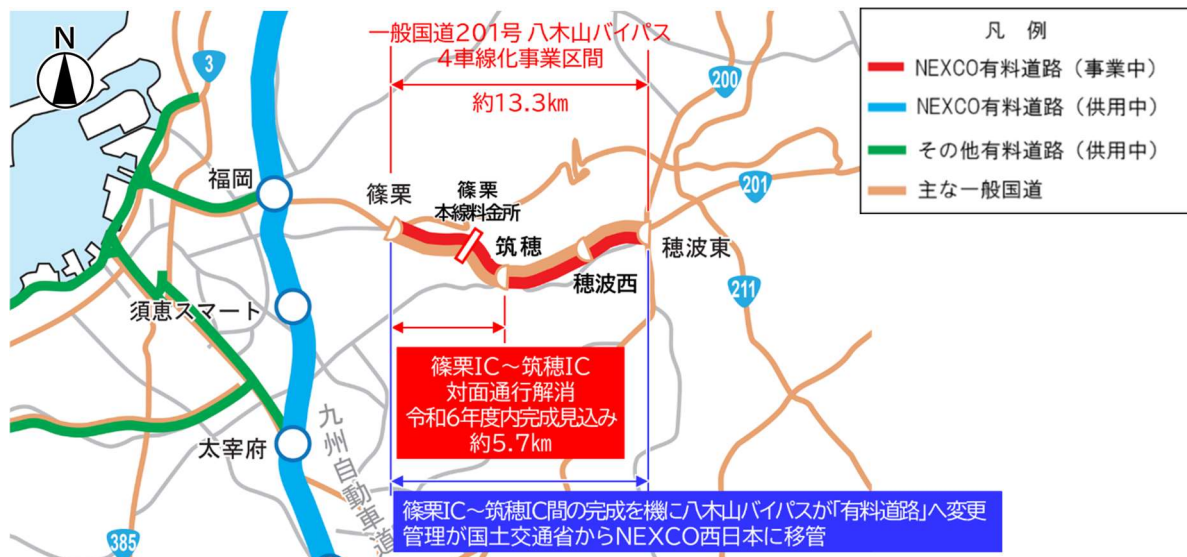 N
一般国道201号 八木山バイパス
4車線化事業区間
約13.3km
凡 例
NEXCO有料道路（事業中）
NEXCO有料道路（供用中）
その他有料道路（供用中）
主な一般国道
3
200
201
211
385
福岡
篠栗
篠栗
本線料金所
筑穂
穂波西
穂波東
須恵スマート
太宰府
九州自動車道
篠栗IC～筑穂IC
対面通行解消
令和6年度内完成見込み
約5.7km
篠栗IC～筑穂IC間の完成を機に八木山バイパスが「有料道路」へ変更
管理が国土交通省からNEXCO西日本に移管